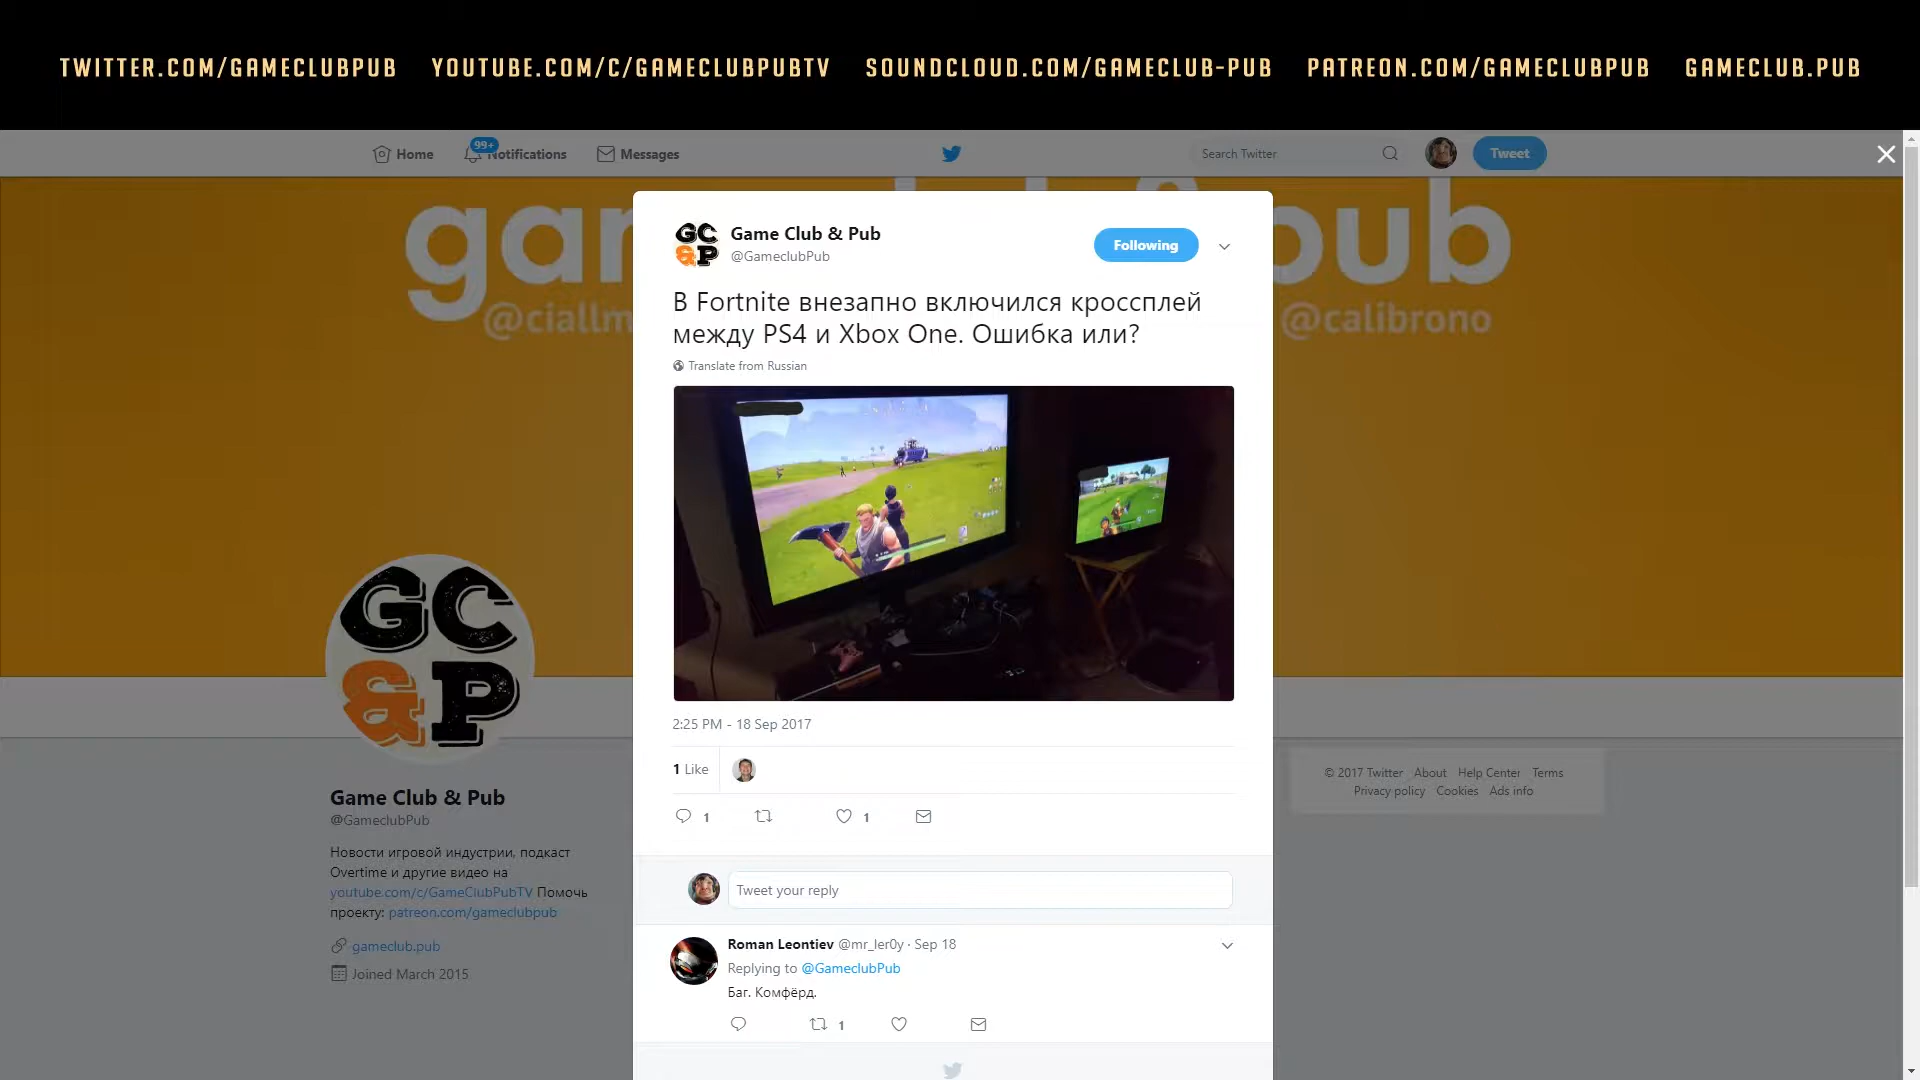 TWITTER.COM/GAMECLUBPUB YOUTUBE.COM/C/GAMECLUBPUBTV SOUNDCLOUD.COM/GAMECLUB-PUB PATREON.COM/GAMECLUBPUB GAMECLUB.PUB
Home 99+ Notifications Messages Search Twitter Tweet
@calibrono
Game Club & Pub
@GameclubPub
Following
В Fortnite внезапно включился кроссплей
между PS4 и Xbox One. Ошибка или?
Translate from Russian
2:25 PM - 18 Sep 2017
1 Like
1 1
Tweet your reply
Roman Leontiev @mr_ler0y · Sep 18
Replying to @GameclubPub
Баг. Комфёрд.
1
GC
&P
Game Club & Pub
@GameclubPub
Новости игровой индустрии, подкаст
Overtime и другие видео на
youtube.com/c/GameClubPubTV Помочь
проекту: patreon.com/gameclubpub
gameclub.pub
Joined March 2015
© 2017 Twitter About Help Center Terms
Privacy policy Cookies Ads info